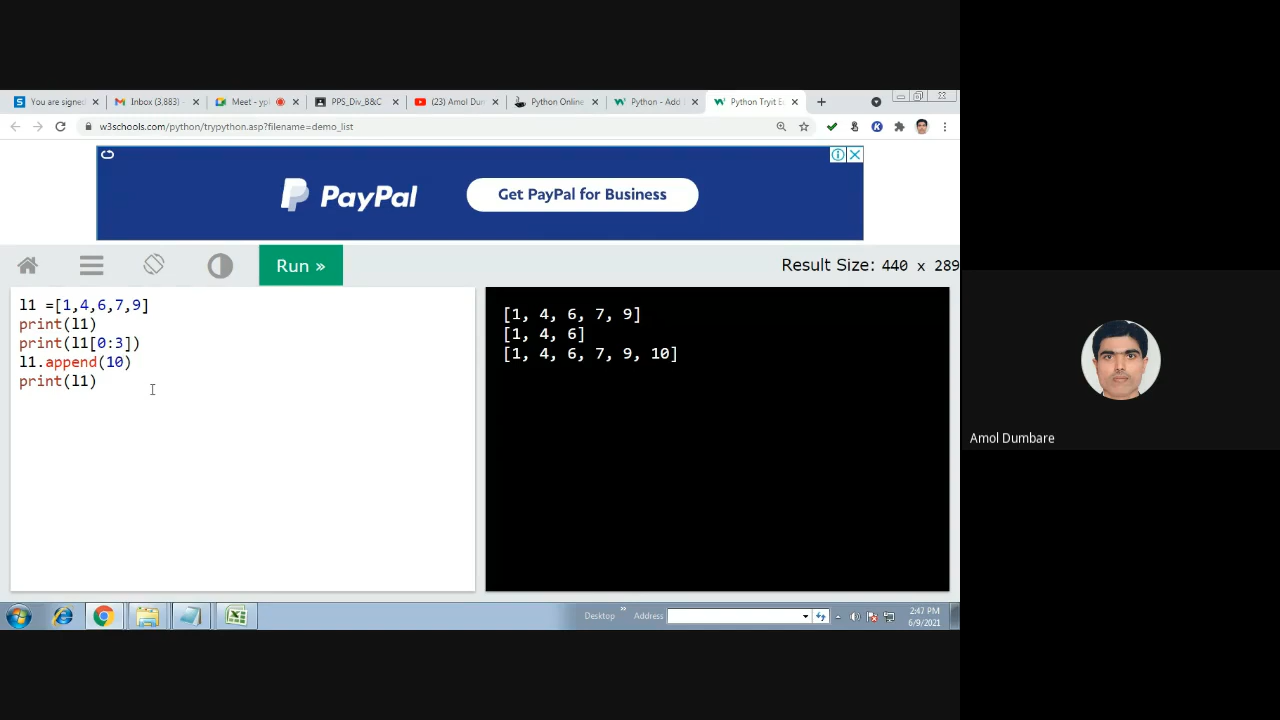 You are signe
Inbox (3,883)
Meet - yp
PPS_Div_B&C
(23) Amol Dum
Python Online
Python - Add
Python Tryit E
w3schools.com/python/trypython.asp?filename=demo_list
PayPal
Get PayPal for Business
Run »
Result Size: 440 x 289
l1 =[1,4,6,7,9]
print(l1)
print(l1[0:3])
l1.append(10)
print(l1)
[1, 4, 6, 7, 9]
[1, 4, 6]
[1, 4, 6, 7, 9, 10]
Amol Dumbare
Desktop
Address
2:47 PM
6/9/2021